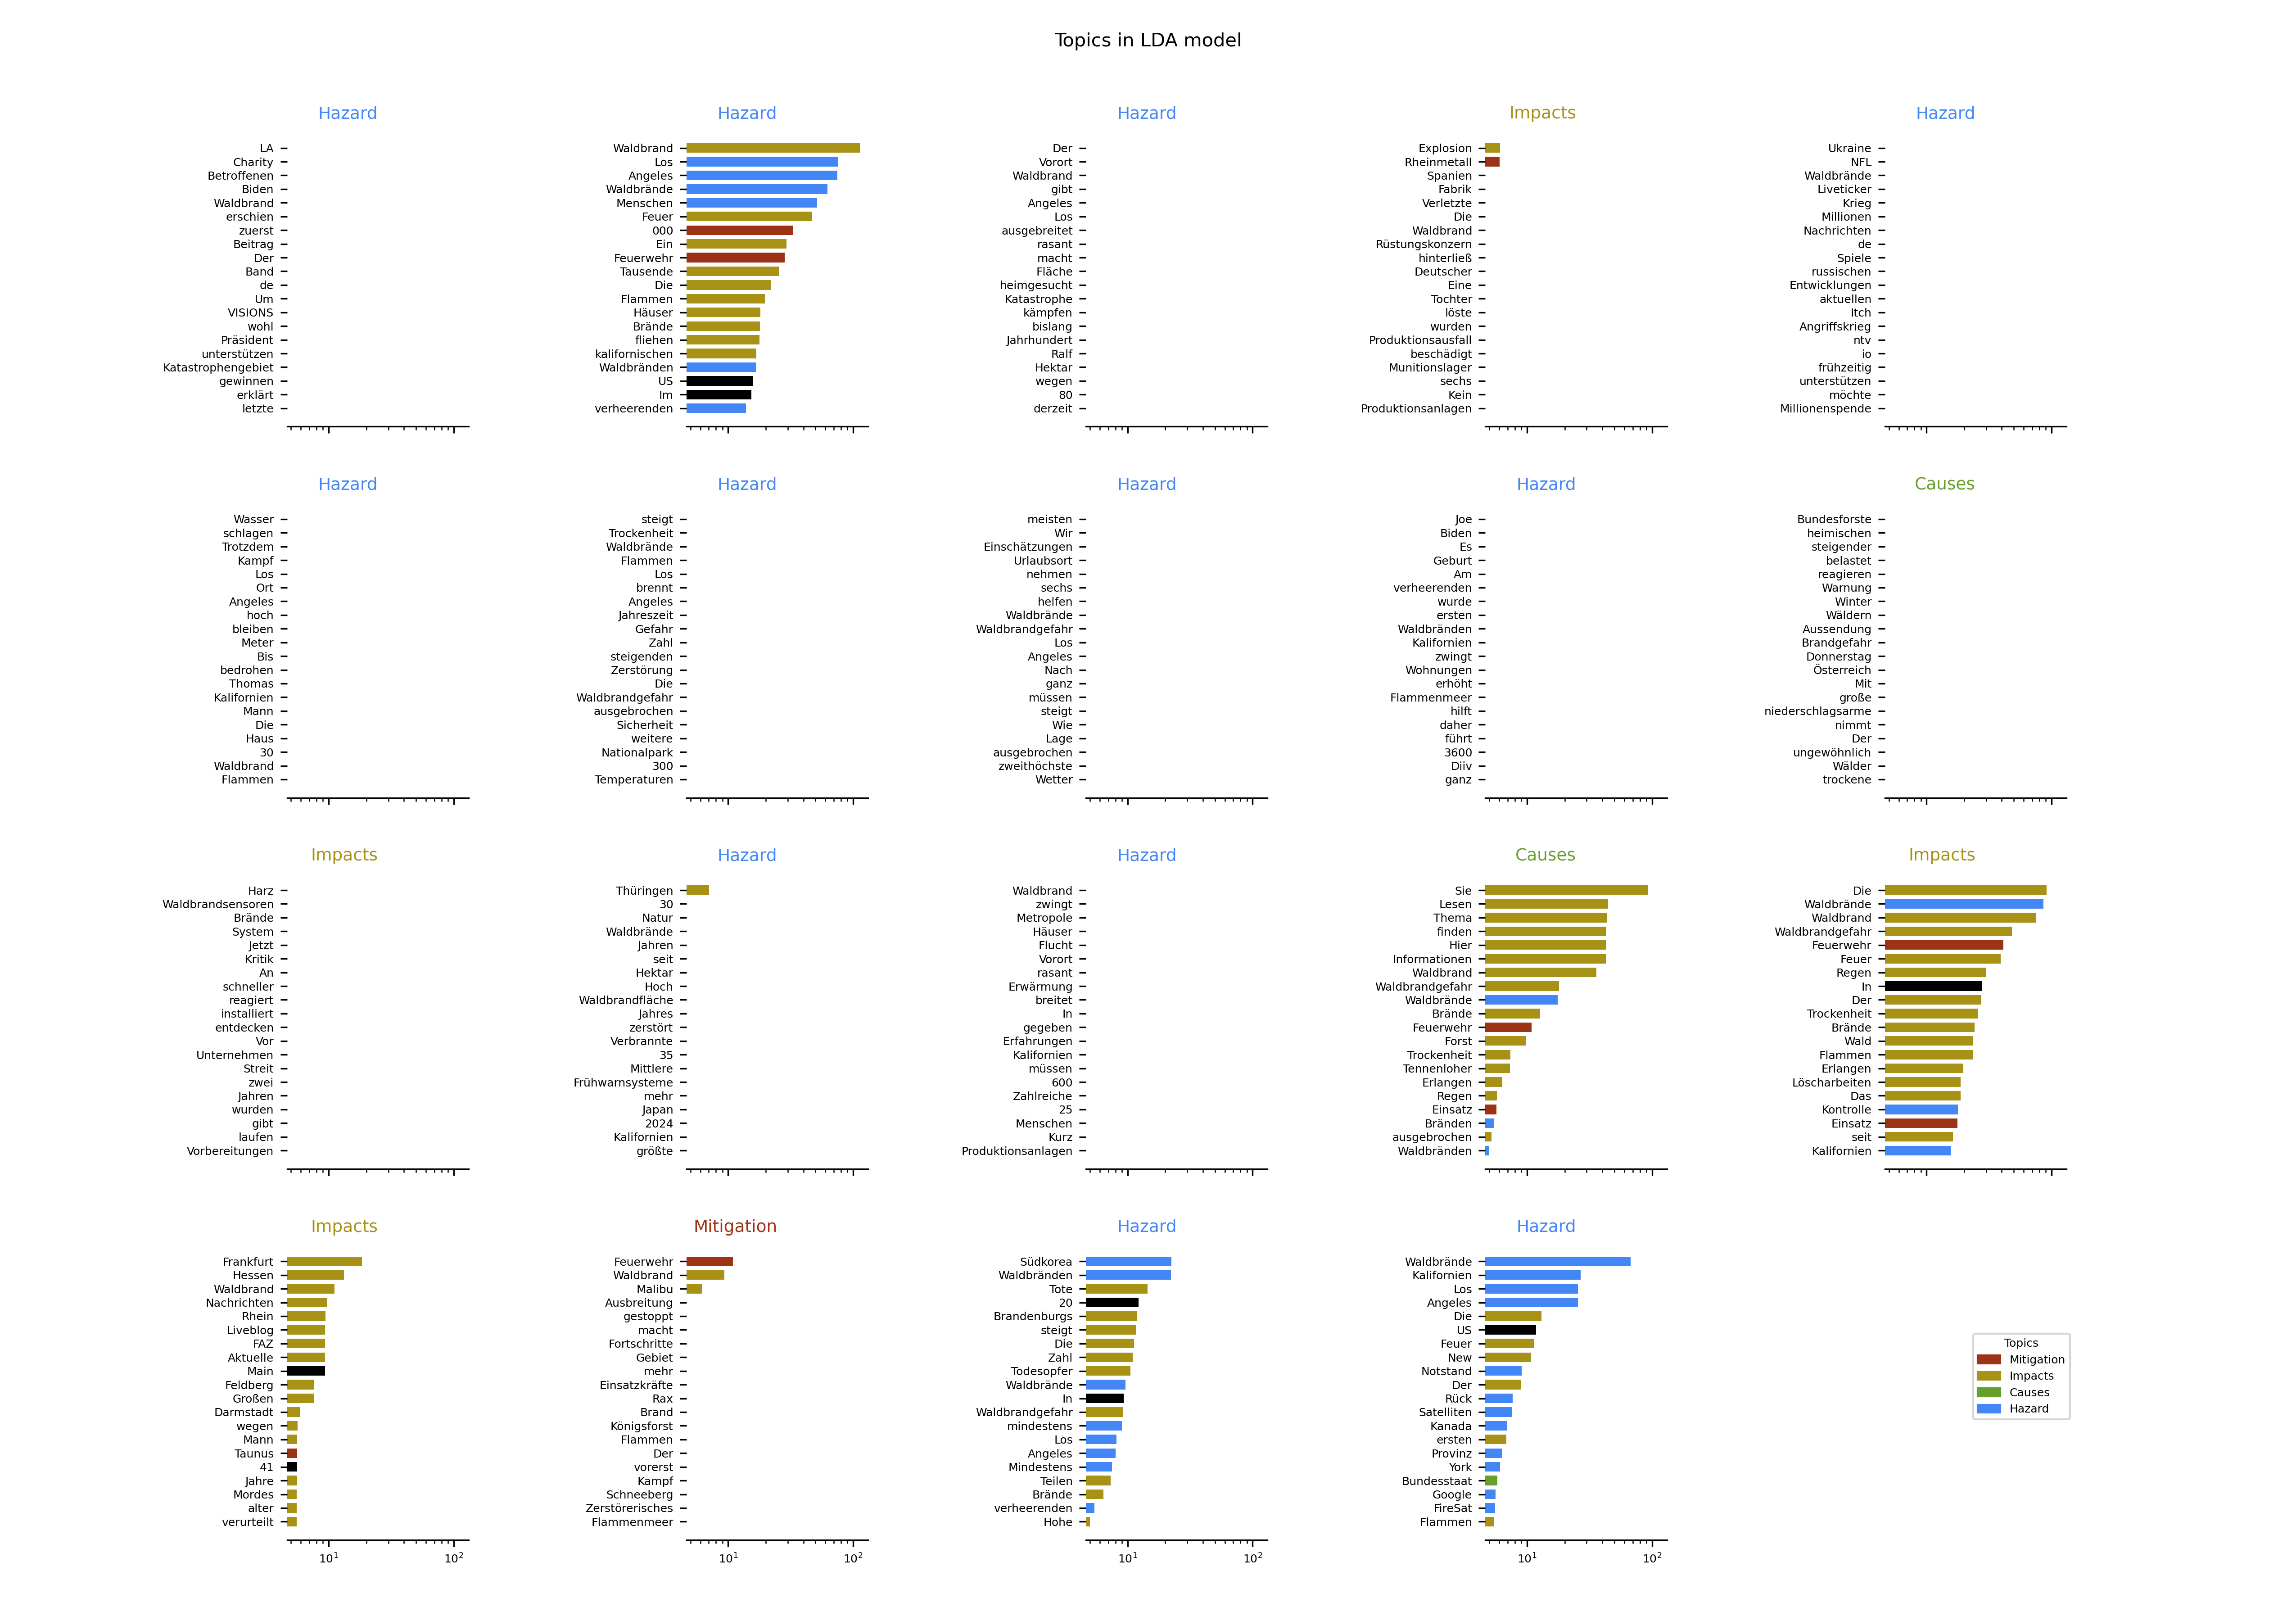 Topics in LDA model
Hazard
LA
Charity
Betroffenen
Biden
Waldbrand
erschien
zuerst
Beitrag
Der
Band
de
Um
VISIONS
wohl
Präsident
unterstützen
Katastrophengebiet
gewinnen
erklärt
letzte
Hazard
Waldbrand
Los
Angeles
Waldbrände
Menschen
Feuer
000
Ein
Feuerwehr
Tausende
Die
Flammen
Häuser
Brände
fliehen
kalifornischen
Waldbränden
US
Im
verheerenden
Hazard
Der
Vorort
Waldbrand
gibt
Angeles
Los
ausgebreitet
rasant
macht
Fläche
heimgesucht
Katastrophe
kämpfen
bislang
Jahrhundert
Ralf
Hektar
wegen
80
derzeit
Impacts
Explosion
Rheinmetall
Spanien
Fabrik
Verletzte
Die
Waldbrand
Rüstungskonzern
hinterließ
Deutscher
Eine
Tochter
löste
wurden
Produktionsausfall
beschädigt
Munitionslager
sechs
Kein
Produktionsanlagen
Hazard
Ukraine
NFL
Waldbrände
Liveticker
Krieg
Millionen
Nachrichten
de
Spiele
russischen
Entwicklungen
aktuellen
Itch
Angriffskrieg
ntv
io
frühzeitig
unterstützen
möchte
Millionenspende
Hazard
Wasser
schlagen
Trotzdem
Kampf
Los
Ort
Angeles
hoch
bleiben
Meter
Bis
bedrohen
Thomas
Kalifornien
Mann
Die
Haus
30
Waldbrand
Flammen
Hazard
steigt
Trockenheit
Waldbrände
Flammen
Los
brennt
Angeles
Jahreszeit
Gefahr
Zahl
steigenden
Zerstörung
Die
Waldbrandgefahr
ausgebrochen
Sicherheit
weitere
Nationalpark
300
Temperaturen
Hazard
meisten
Wir
Einschätzungen
Urlaubsort
nehmen
sechs
helfen
Waldbrände
Waldbrandgefahr
Los
Angeles
Nach
ganz
müssen
steigt
Wie
Lage
ausgebrochen
zweithöchste
Wetter
Hazard
Joe
Biden
Es
Geburt
Am
verheerenden
wurde
ersten
Waldbränden
Kalifornien
zwingt
Wohnungen
erhöht
Flammenmeer
hilft
daher
führt
3600
Diiv
ganz
Causes
Bundesforste
heimischen
steigender
belastet
reagieren
Warnung
Winter
Wäldern
Aussendung
Brandgefahr
Donnerstag
Österreich
Mit
große
niederschlagsarme
nimmt
Der
ungewöhnlich
Wälder
trockene
Impacts
Harz
Waldbrandsensoren
Brände
System
Jetzt
Kritik
An
schneller
reagiert
installiert
entdecken
Vor
Unternehmen
Streit
zwei
Jahren
wurden
gibt
laufen
Vorbereitungen
Hazard
Thüringen
30
Natur
Waldbrände
Jahren
seit
Hektar
Hoch
Waldbrandfläche
Jahres
zerstört
Verbrannte
35
Mittlere
Frühwarnsysteme
mehr
Japan
2024
Kalifornien
größte
Hazard
Waldbrand
zwingt
Metropole
Häuser
Flucht
Vorort
rasant
Erwärmung
breitet
In
gegeben
Erfahrungen
Kalifornien
müssen
600
Zahlreiche
25
Menschen
Kurz
Produktionsanlagen
Causes
Sie
Lesen
Thema
finden
Hier
Informationen
Waldbrand
Waldbrandgefahr
Waldbrände
Brände
Feuerwehr
Forst
Trockenheit
Tennenloher
Erlangen
Regen
Einsatz
Bränden
ausgebrochen
Waldbränden
Impacts
Die
Waldbrände
Waldbrand
Waldbrandgefahr
Feuerwehr
Feuer
Regen
In
Der
Trockenheit
Brände
Wald
Flammen
Erlangen
Löscharbeiten
Das
Kontrolle
Einsatz
seit
Kalifornien
Impacts
Frankfurt
Hessen
Waldbrand
Nachrichten
Rhein
Liveblog
FAZ
Aktuelle
Main
Feldberg
Großen
Darmstadt
wegen
Mann
Taunus
41
Jahre
Mordes
alter
verurteilt
10¹ 10²
Mitigation
Feuerwehr
Waldbrand
Malibu
Ausbreitung
gestoppt
macht
Fortschritte
Gebiet
mehr
Einsatzkräfte
Rax
Brand
Königsforst
Flammen
Der
vorerst
Kampf
Schneeberg
Zerstörerisches
Flammenmeer
10¹ 10²
Hazard
Südkorea
Waldbränden
Tote
20
Brandenburgs
steigt
Die
Zahl
Todesopfer
Waldbrände
In
Waldbrandgefahr
mindestens
Los
Angeles
Mindestens
Teilen
Brände
verheerenden
Hohe
10¹ 10²
Hazard
Waldbrände
Kalifornien
Los
Angeles
Die
US
Feuer
New
Notstand
Der
Rück
Satelliten
Kanada
ersten
Provinz
York
Bundesstaat
Google
FireSat
Flammen
10¹ 10²
Topics
Mitigation
Impacts
Causes
Hazard